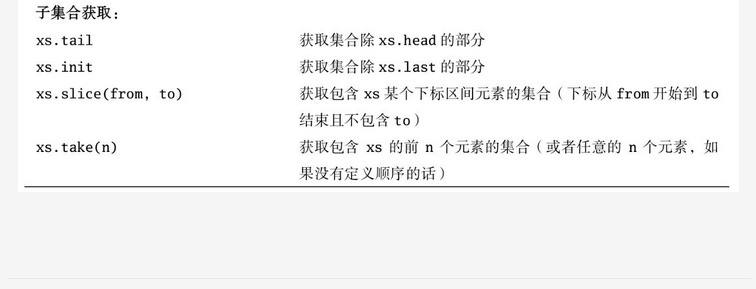 子集合获取：
xs.tail 获取集合除 xs.head 的部分
xs.init 获取集合除 xs.last 的部分
xs.slice(from, to) 获取包含 xs 某个下标区间元素的集合（下标从 from 开始到 to
结束且不包含 to）
xs.take(n) 获取包含 xs 的前 n 个元素的集合（或者任意的 n 个元素，如
果没有定义顺序的话）